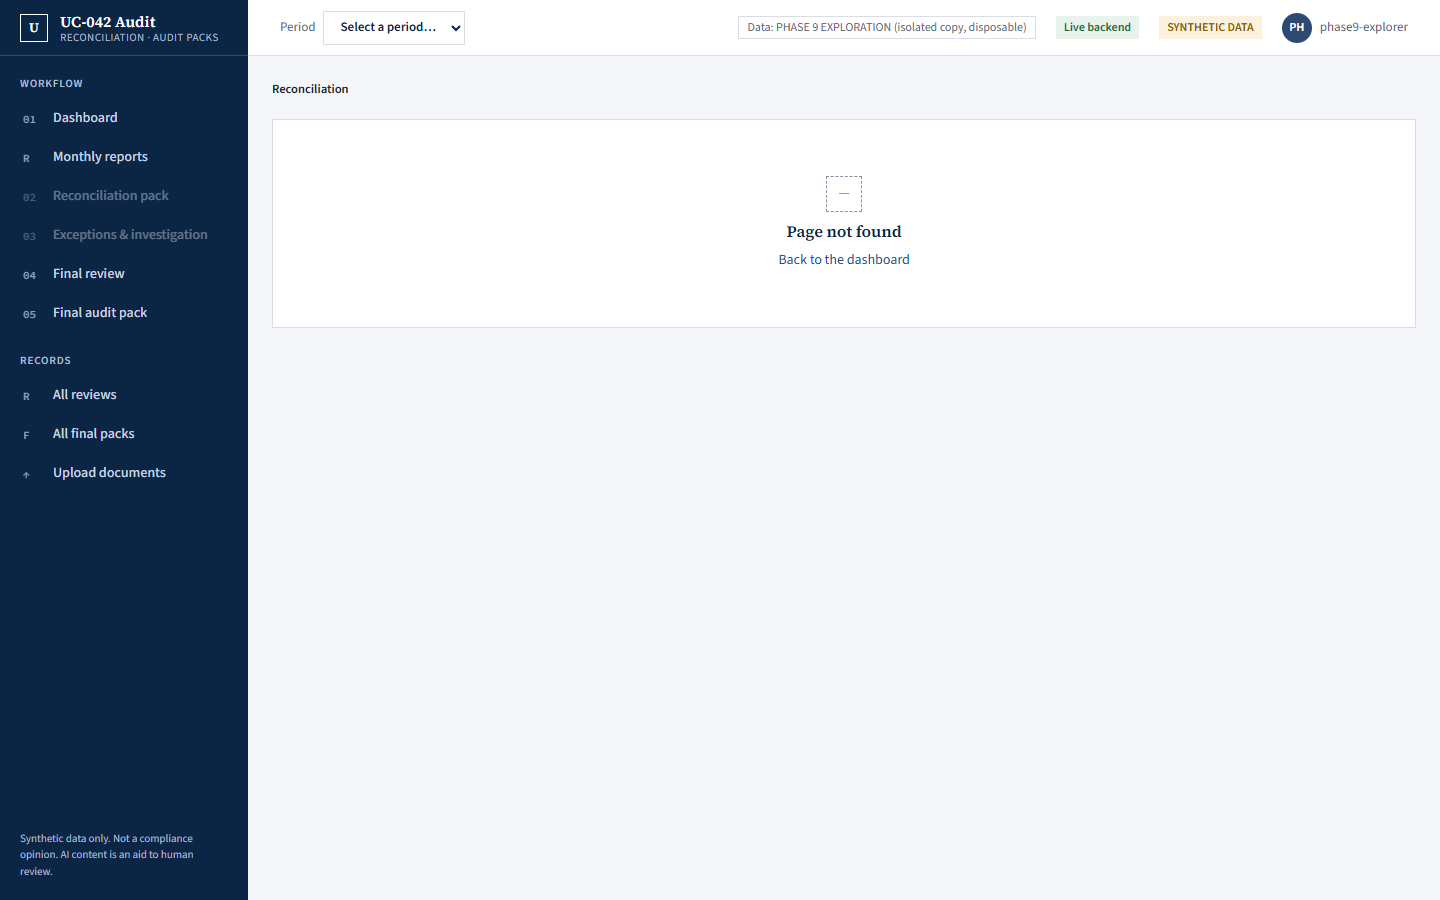 U
UC-042 Audit
RECONCILIATION · AUDIT PACKS
Period
Select a period...
Data: PHASE 9 EXPLORATION (isolated copy, disposable)
Live backend
SYNTHETIC DATA
PH
phase9-explorer
WORKFLOW
01 Dashboard
R Monthly reports
02 Reconciliation pack
03 Exceptions & investigation
04 Final review
05 Final audit pack
RECORDS
R All reviews
F All final packs
↑ Upload documents
Synthetic data only. Not a compliance
opinion. AI content is an aid to human
review.
Reconciliation
—
Page not found
Back to the dashboard